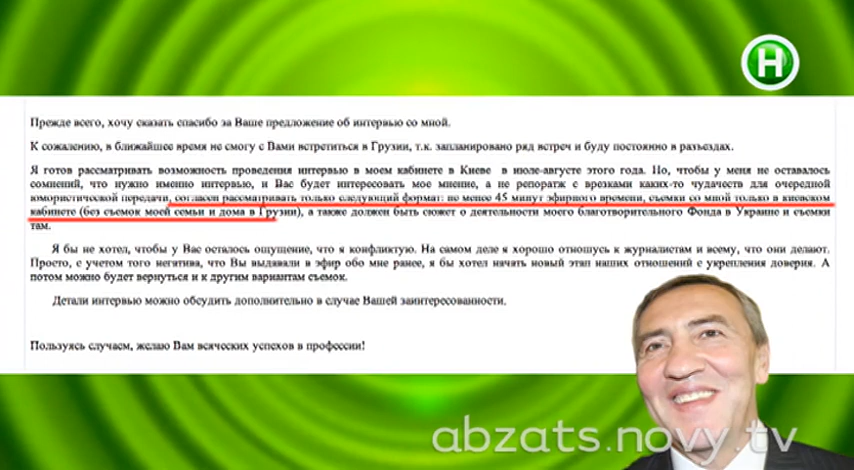 Н
Прежде всего, хочу сказать спасибо за Ваше предложение об интервью со мной.
К сожалению, в ближайшее время не смогу с Вами встретиться в Грузии, т.к. запланировано ряд встреч и буду постоянно в разъездах.
Я готов рассматривать возможность проведения интервью в моем кабинете в Киеве в июле-августе этого года. Но, чтобы у меня не оставалось
сомнений, что нужно именно интервью, и Вас будет интересовать мое мнение, а не репортаж с врезками каких-то чудачеств для очередной
юмористической передачи, согласен рассматривать только следующий формат: не менее 45 минут эфирного времени, съемки со мной только в киевском
кабинете (без съемок моей семьи и дома в Грузии), а также должен быть сюжет о деятельности моего благотворительного Фонда в Украине и съемки
там.
Я бы не хотел, чтобы у Вас осталось ощущение, что я конфликтую. На самом деле я хорошо отношусь к журналистам и всему, что они делают.
Просто, с учетом того негатива, что Вы выдавали в эфир обо мне ранее, я бы хотел начать новый этап наших отношений с укрепления доверия. А
потом можно будет вернуться и к другим вариантам съемок.
Детали интервью можно обсудить дополнительно в случае Вашей заинтересованности.
Пользуясь случаем, желаю Вам всяческих успехов в профессии!
abzats.novy.tv